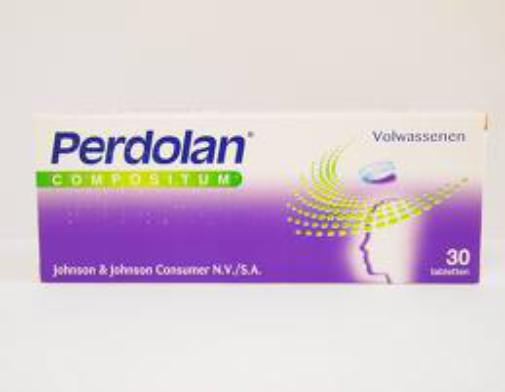 Perdolan®
COMPOSITUM
Volwassenen
Johnson & Johnson Consumer N.V./S.A.
30
tabletten